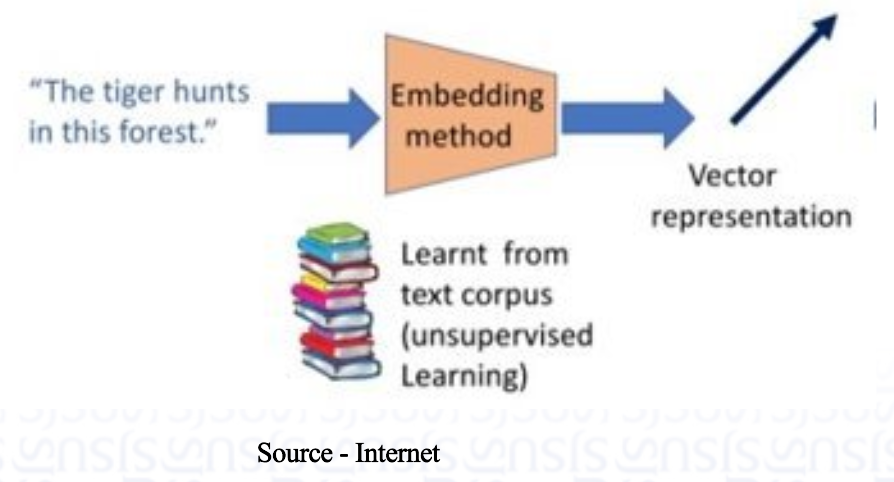 “The tiger hunts
in this forest.”
Embedding
method
Vector
representation
Learnt from
text corpus
(unsupervised
Learning)
Source - Internet